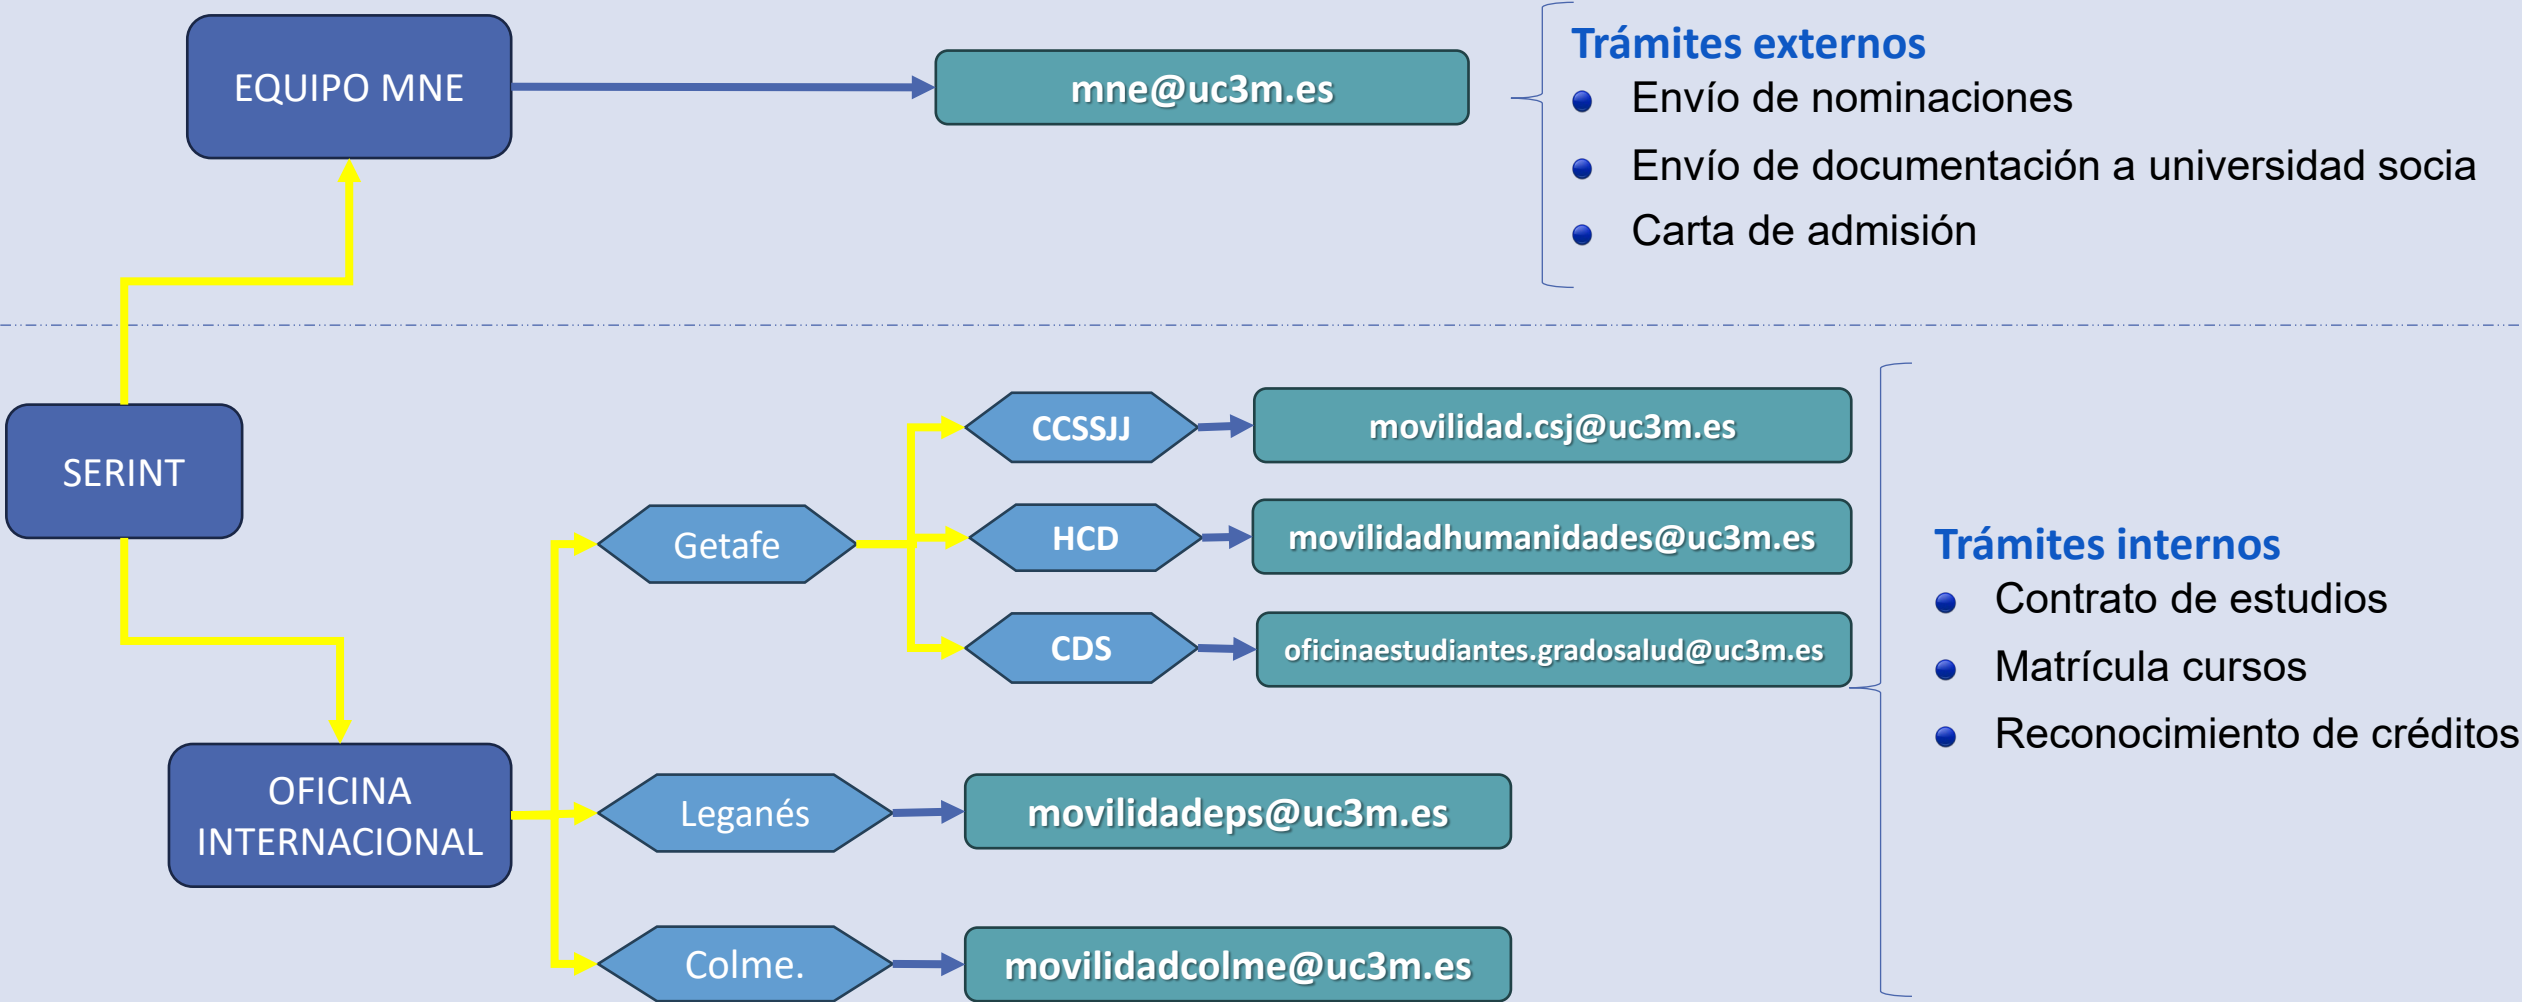 EQUIPO MNE
mne@uc3m.es
Trámites externos
Envío de nominaciones
Envío de documentación a universidad socia
Carta de admisión
SERINT
OFICINA
INTERNACIONAL
Getafe
CCSSJJ
movilidad.csj@uc3m.es
HCD
movilidadhumanidades@uc3m.es
CDS
oficinaestudiantes.gradosalud@uc3m.es
Leganés
movilidadeps@uc3m.es
Colme.
movilidadcolme@uc3m.es
Trámites internos
Contrato de estudios
Matrícula cursos
Reconocimiento de créditos